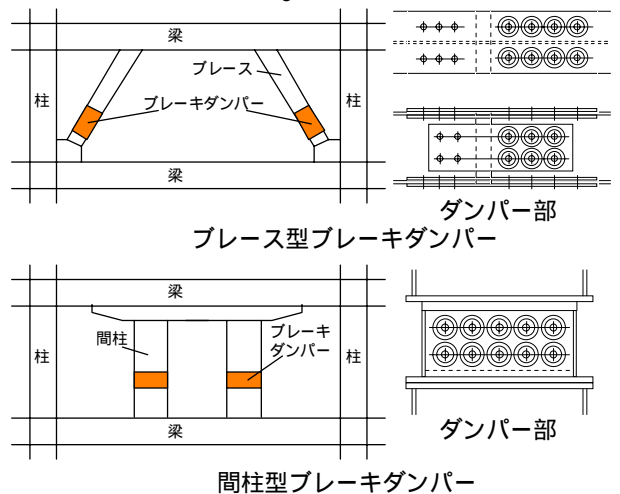 梁
ブレース
柱
ブレーキダンパー
柱
梁
ダンパー部
ブレース型ブレーキダンパー
梁
間柱
ブレーキ
ダンパー
柱
柱
梁
ダンパー部
間柱型ブレーキダンパー